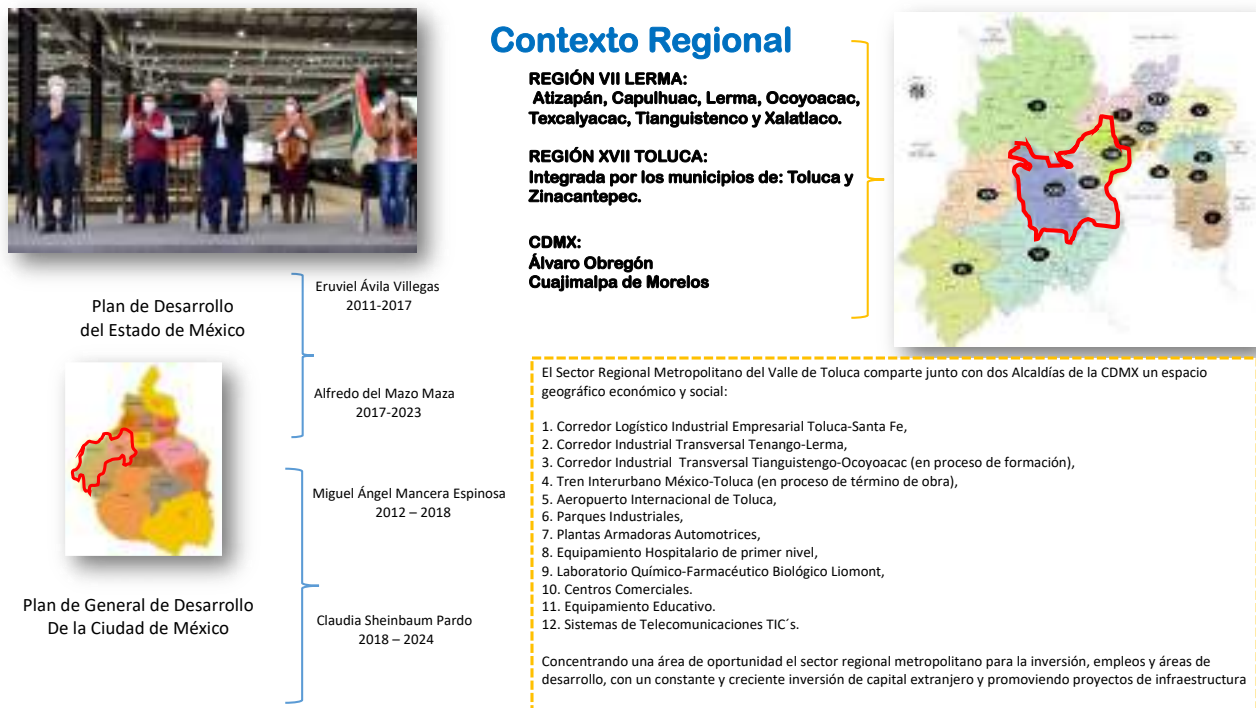 Contexto Regional
REGIÓN VII LERMA:
Atizapán, Capulhuac, Lerma, Ocoyoacac,
Texcalyacac, Tianguistenco y Xalatlaco.
REGIÓN XVII TOLUCA:
Integrada por los municipios de: Toluca y
Zinacantepec.
CDMX:
Álvaro Obregón
Cuajimalpa de Morelos
Plan de Desarrollo
del Estado de México
Eruviel Ávila Villegas
2011-2017
Alfredo del Mazo Maza
2017-2023
Miguel Ángel Mancera Espinosa
2012 – 2018
Plan de General de Desarrollo
De la Ciudad de México
Claudia Sheinbaum Pardo
2018 – 2024
El Sector Regional Metropolitano del Valle de Toluca comparte junto con dos Alcaldías de la CDMX un espacio
geográfico económico y social:
1. Corredor Logístico Industrial Empresarial Toluca-Santa Fe,
2. Corredor Industrial Transversal Tenango-Lerma,
3. Corredor Industrial Transversal Tianguistengo-Ocoyoacac (en proceso de formación),
4. Tren Interurbano México-Toluca (en proceso de término de obra),
5. Aeropuerto Internacional de Toluca,
6. Parques Industriales,
7. Plantas Armadoras Automotrices,
8. Equipamiento Hospitalario de primer nivel,
9. Laboratorio Químico-Farmacéutico Biológico Liomont,
10. Centros Comerciales.
11. Equipamiento Educativo.
12. Sistemas de Telecomunicaciones TIC´s.
Concentrando una área de oportunidad el sector regional metropolitano para la inversión, empleos y áreas de
desarrollo, con un constante y creciente inversión de capital extranjero y promoviendo proyectos de infraestructura